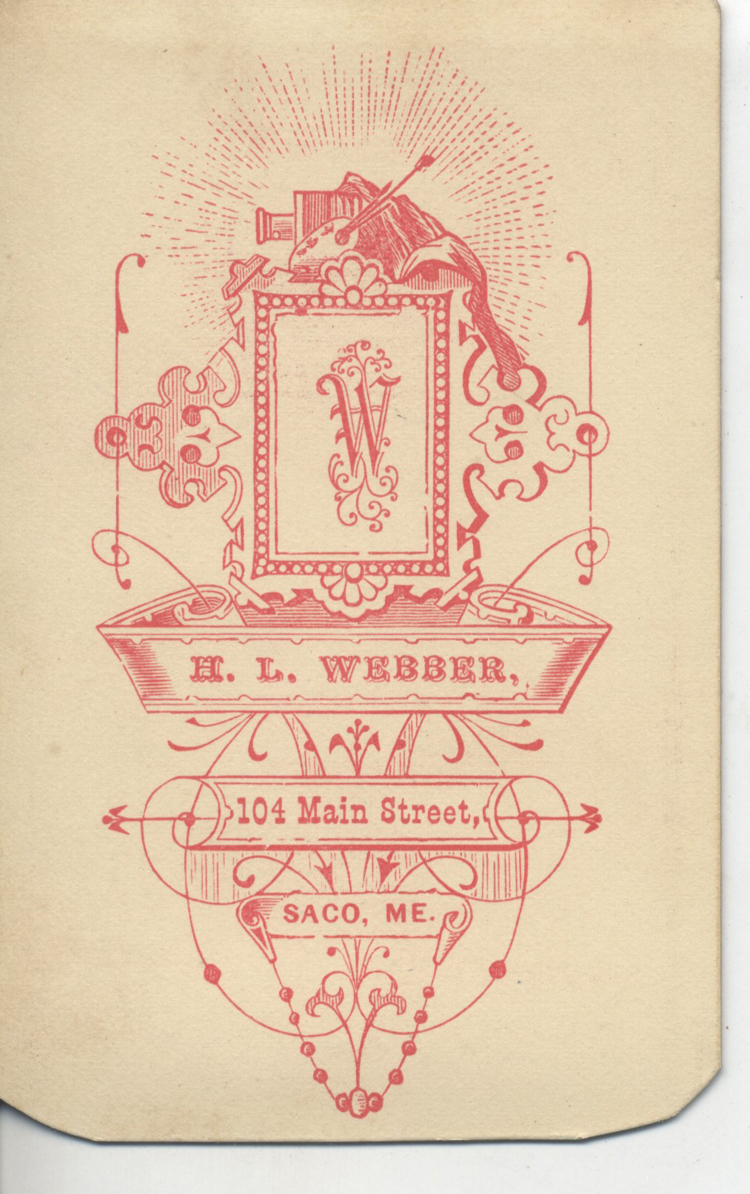 W
H. L. WEBBER,
104 Main Street,
SACO, ME.